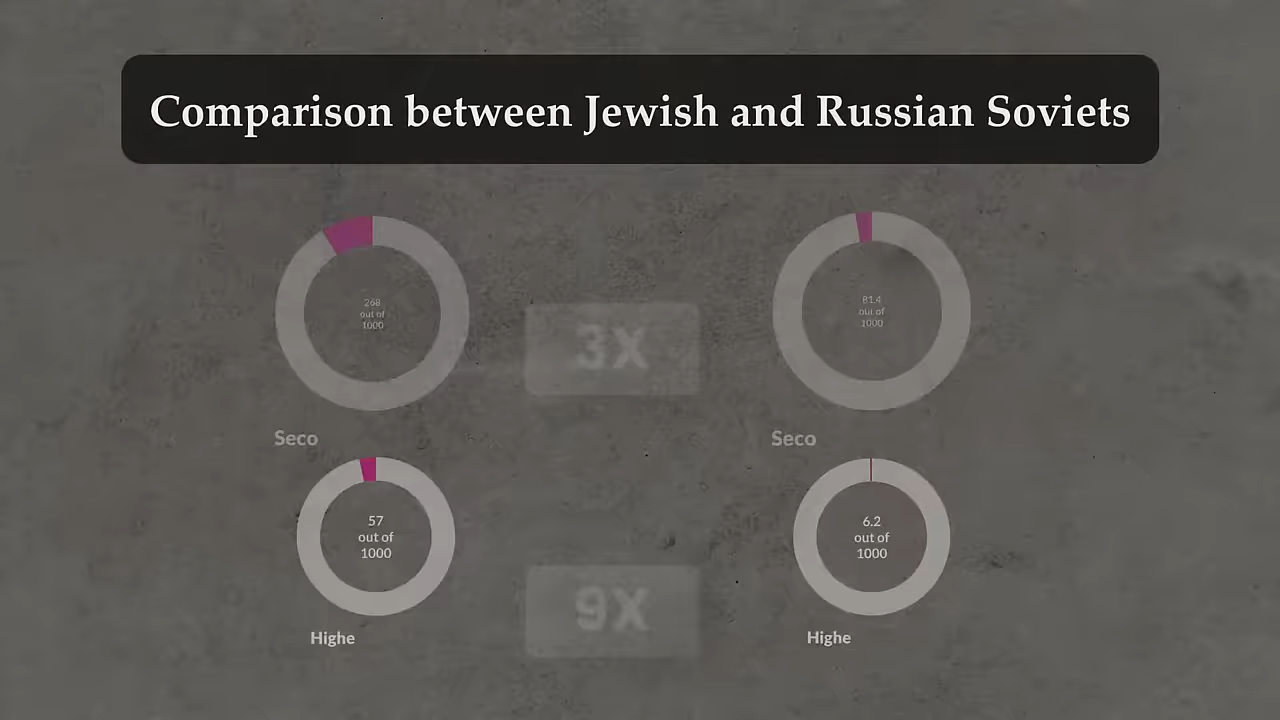 Comparison between Jewish and Russian Soviets
268
out of
1000
3X
81.4
out of
1000
Seco
Seco
57
out of
1000
9X
6.2
out of
1000
Highe
Highe